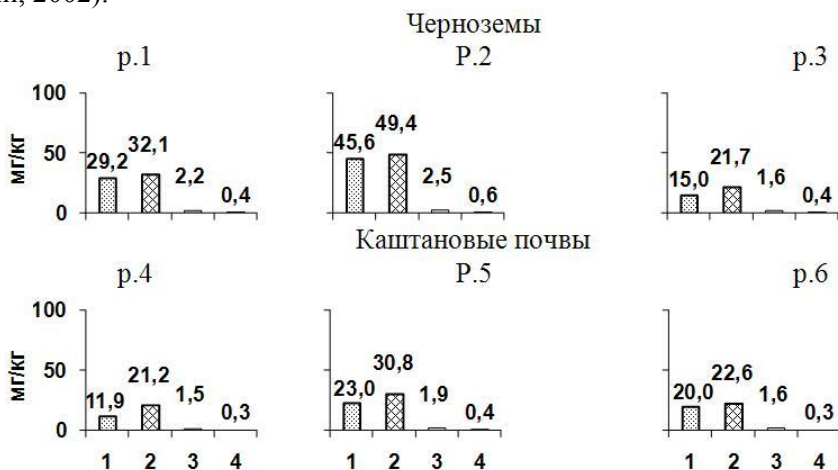 , 2002).
Черноземы
р.1 Р.2 р.3
мг/кг
100
50
0
29,2 32,1 2,2 0,4
45,6 49,4 2,5 0,6
15,0 21,7 1,6 0,4
Каштановые почвы
р.4 Р.5 р.6
мг/кг
100
50
0
11,9 21,2 1,5 0,3
23,0 30,8 1,9 0,4
20,0 22,6 1,6 0,3
1 2 3 4
1 2 3 4
1 2 3 4